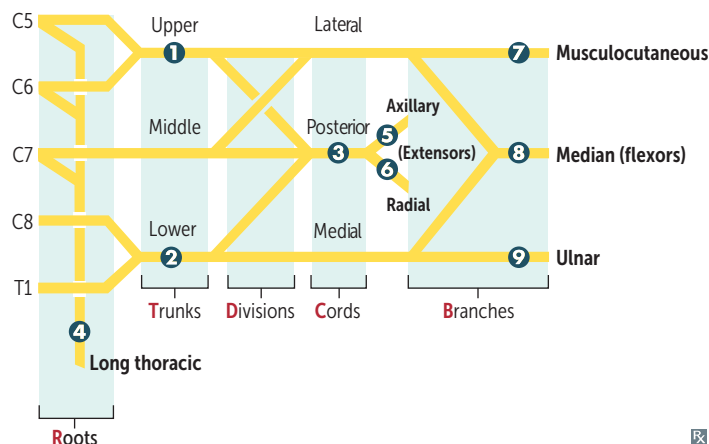 C5
Upper
Lateral
1
7
Musculocutaneous
C6
Axillary
Middle
Posterior
5
C7
3
(Extensors)
8
Median (flexors)
6
Radial
C8
Lower
Medial
2
9
Ulnar
T1
Trunks
Divisions
Cords
Branches
4
Long thoracic
Roots
Rx